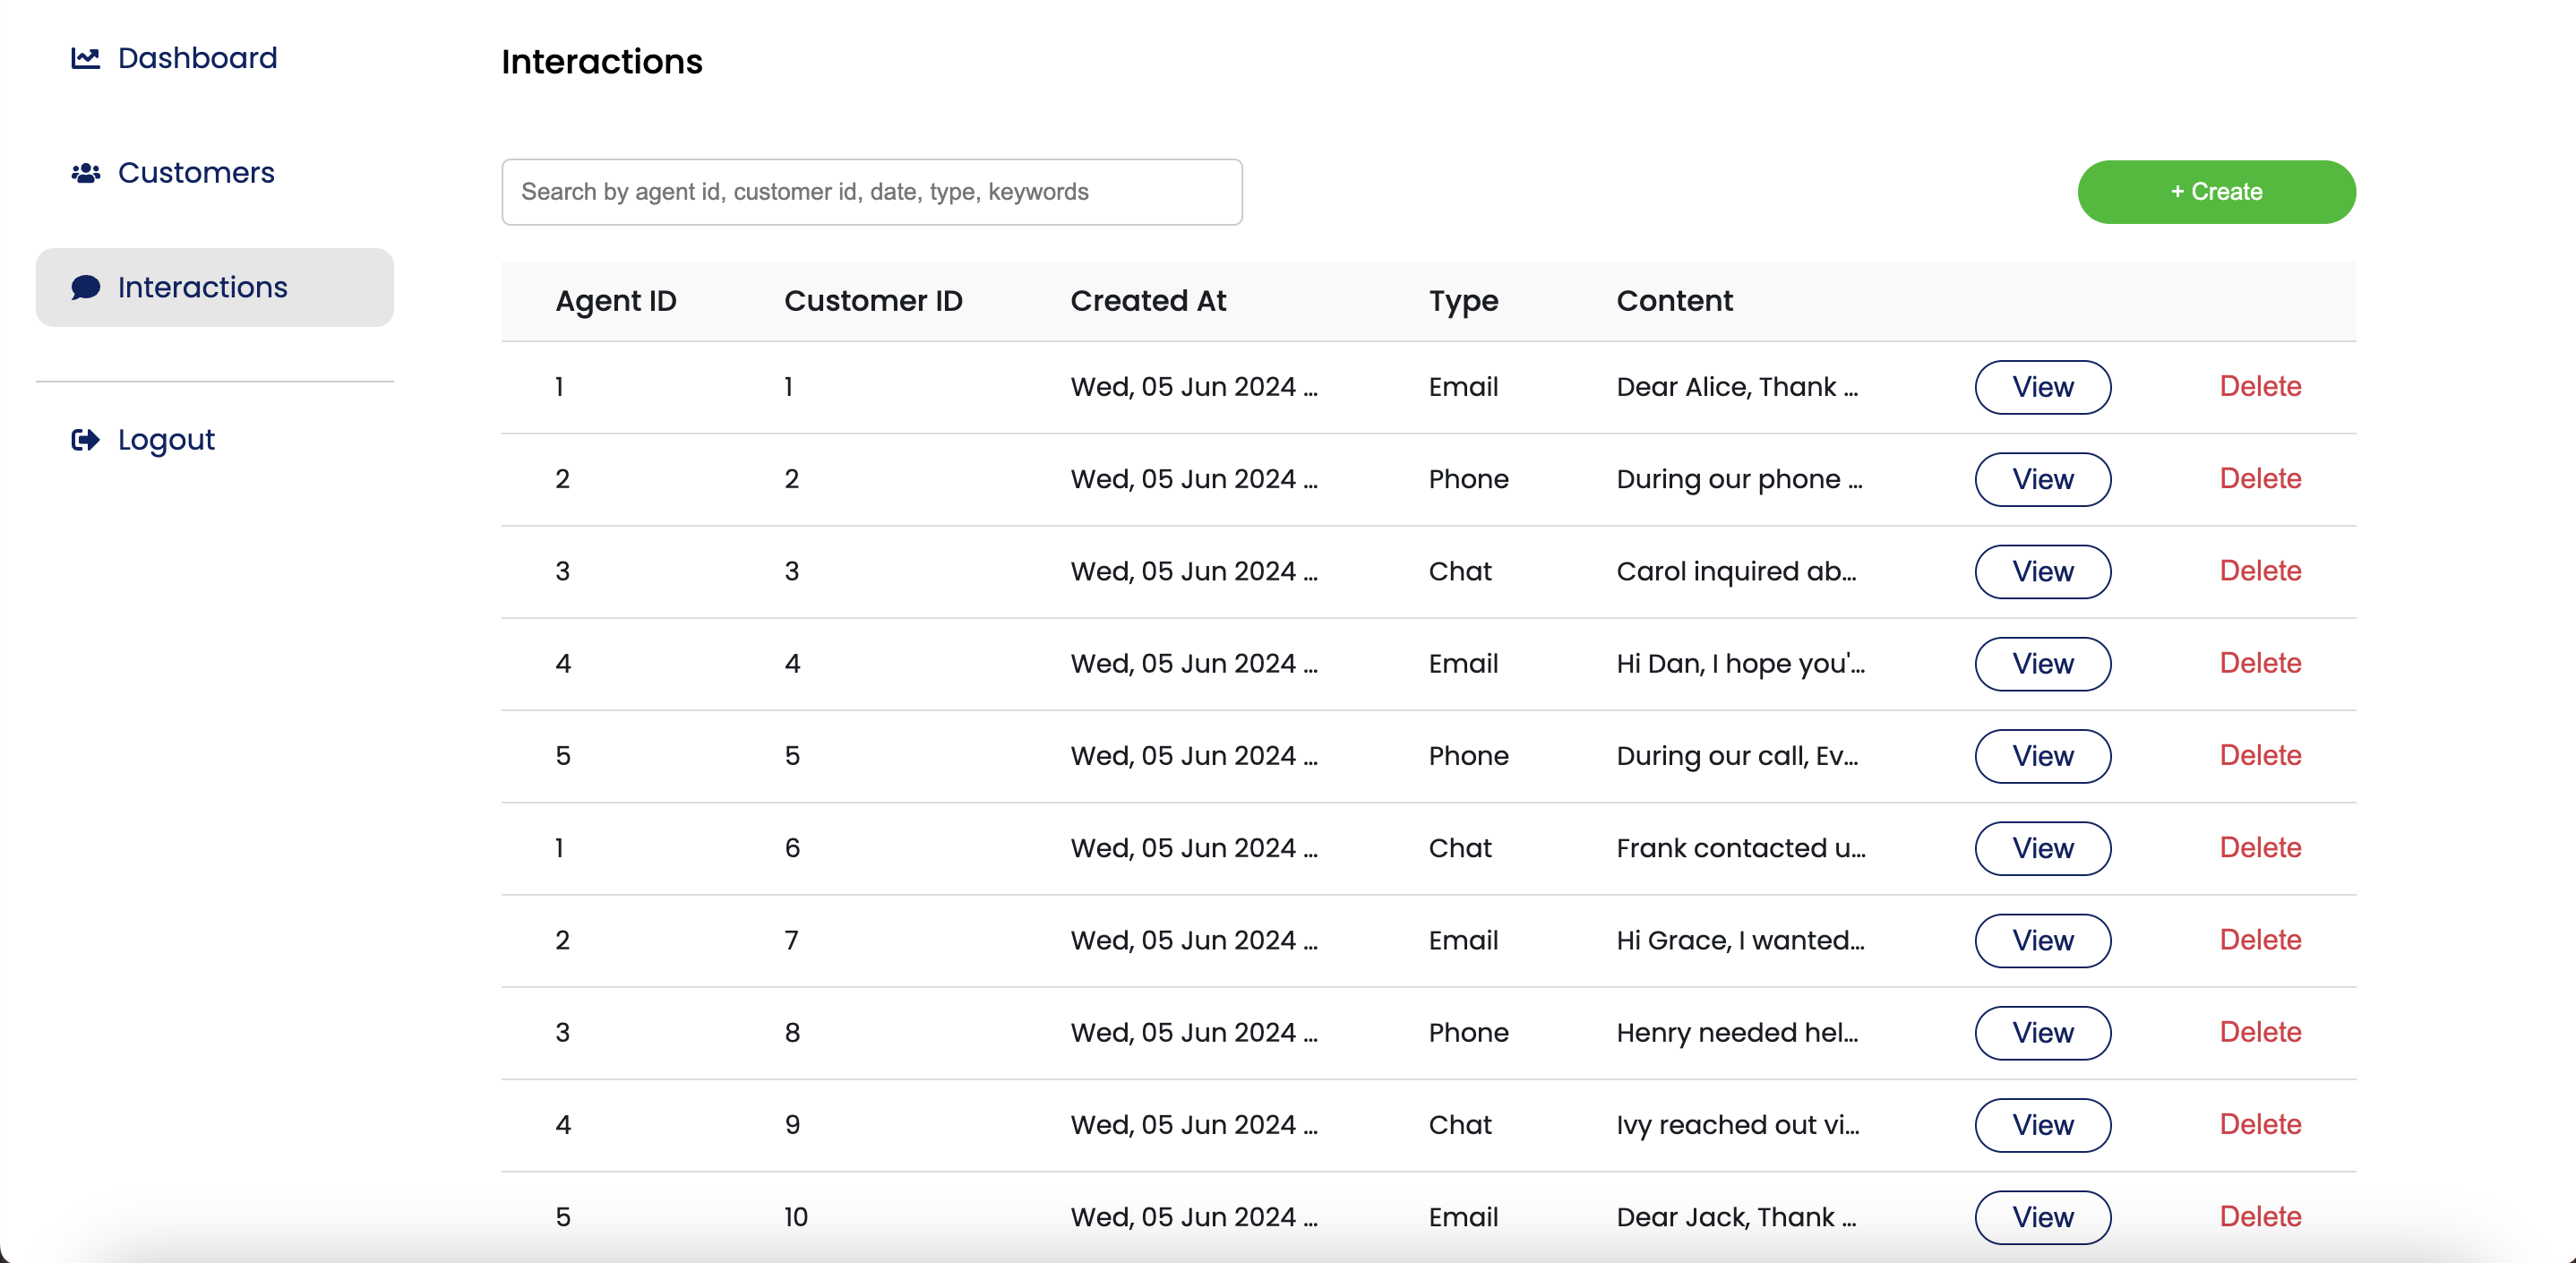 Dashboard
Customers
Interactions
Logout
Interactions
Search by agent id, customer id, date, type, keywords
+ Create
Agent ID Customer ID Created At Type Content
1 1 Wed, 05 Jun 2024 ... Email Dear Alice, Thank ... View Delete
2 2 Wed, 05 Jun 2024 ... Phone During our phone ... View Delete
3 3 Wed, 05 Jun 2024 ... Chat Carol inquired ab... View Delete
4 4 Wed, 05 Jun 2024 ... Email Hi Dan, I hope you'... View Delete
5 5 Wed, 05 Jun 2024 ... Phone During our call, Ev... View Delete
1 6 Wed, 05 Jun 2024 ... Chat Frank contacted u... View Delete
2 7 Wed, 05 Jun 2024 ... Email Hi Grace, I wanted... View Delete
3 8 Wed, 05 Jun 2024 ... Phone Henry needed hel... View Delete
4 9 Wed, 05 Jun 2024 ... Chat Ivy reached out vi... View Delete
5 10 Wed, 05 Jun 2024 ... Email Dear Jack, Thank ... View Delete